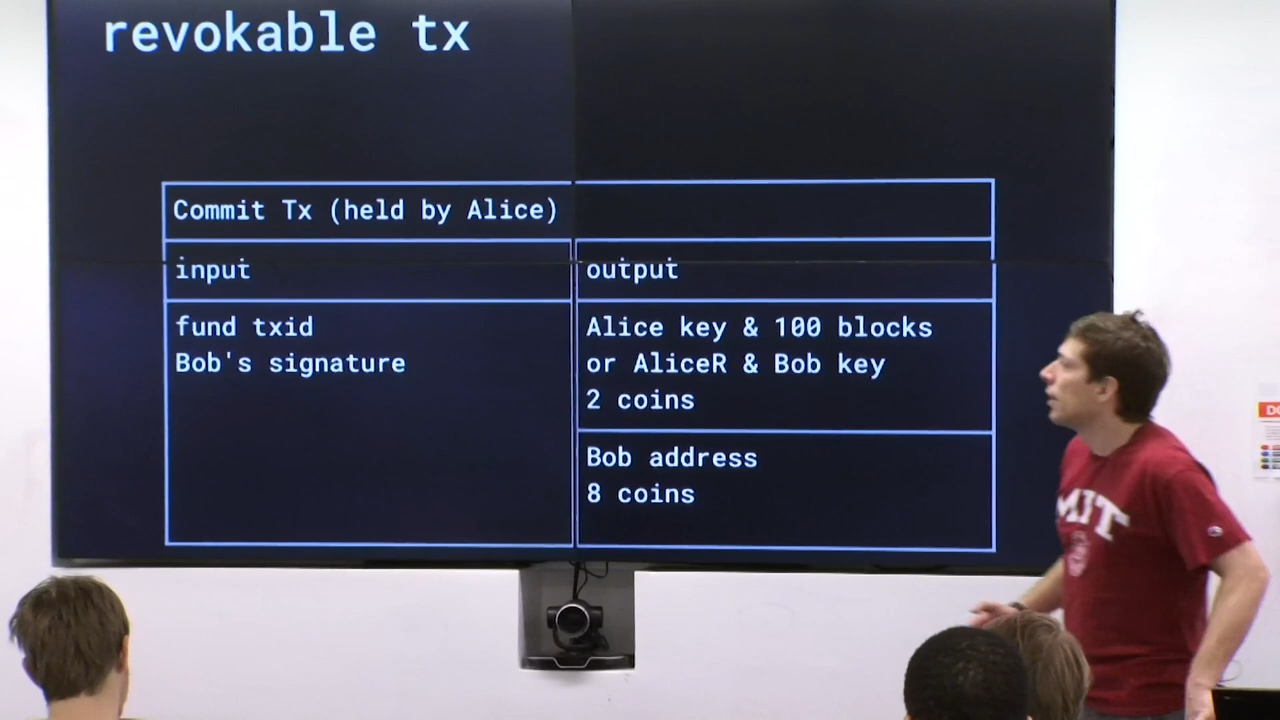 revokable tx
Commit Tx (held by Alice)
input
output
fund txid
Bob's signature
Alice key & 100 blocks
or AliceR & Bob key
2 coins
Bob address
8 coins
MIT